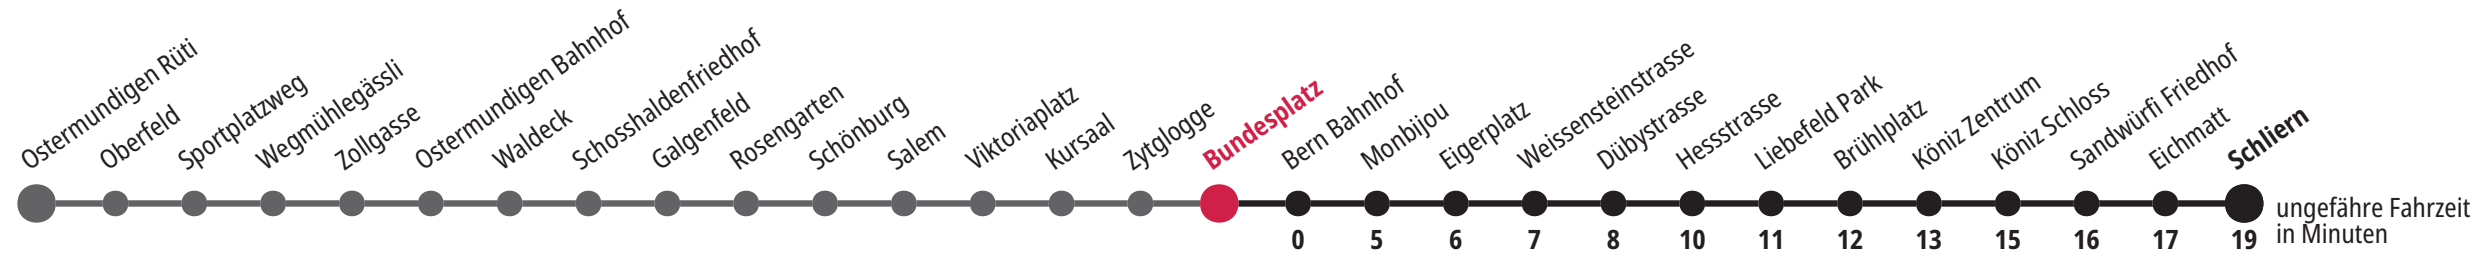 Ostermundigen Rüti
Oberfeld
Sportplatzweg
Wegmühlegässli
Zollgasse
Ostermundigen Bahnhof
Waldeck
Schosshaldenfriedhof
Galgenfeld
Rosengarten
Schönburg
Salem
Viktoriaplatz
Kursaal
Zytglogge
Bundesplatz
Bern Bahnhof
Monbijou
Eigerplatz
Weissensteinstrasse
Dübystrasse
Hessstrasse
Liebefeld Park
Brühlplatz
Köniz Zentrum
Köniz Schloss
Sandwürfi Friedhof
Eichmatt
Schliern
0 5 6 7 8 10 11 12 13 15 16 17 19
ungefähre Fahrzeit
in Minuten